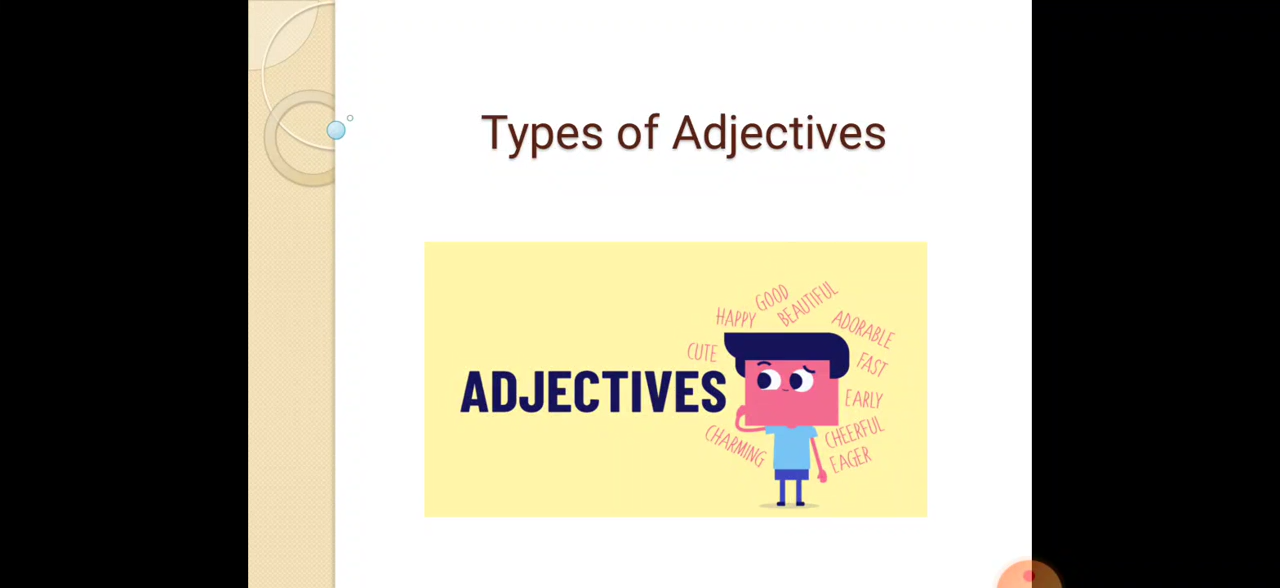 Types of Adjectives
GOOD
BEAUTIFUL
HAPPY
ADORABLE
CUTE
FAST
ADJECTIVES
EARLY
CHARMING
CHEERFUL
EAGER